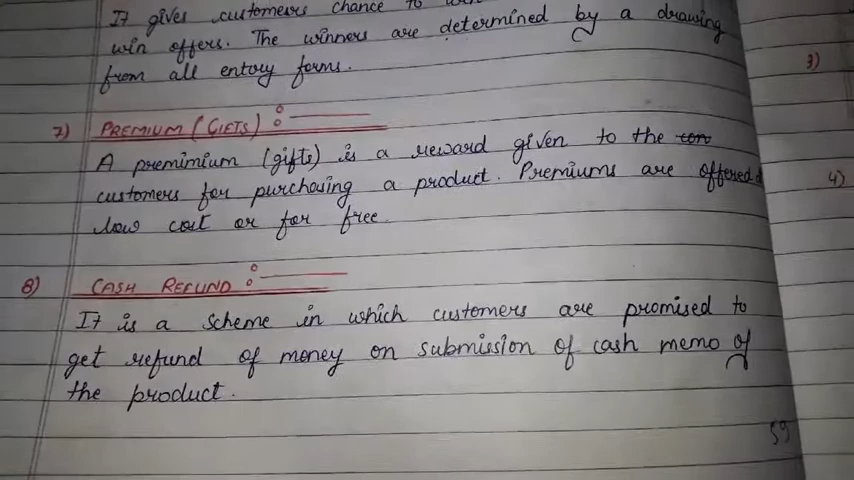 It gives customers chance to
win offers. The winners are determined by a drawing
from all entory forms.
7) PREMIUM (GIFTS) :
A premimium (gifts) is a reward given to the
customers for purchasing a product. Premiums are offered
low cost or for free
8) CASH REFUND :
It is a scheme in which customers are promised to
get refund of money on submission of cash memo of
the product.
59
3)
4)